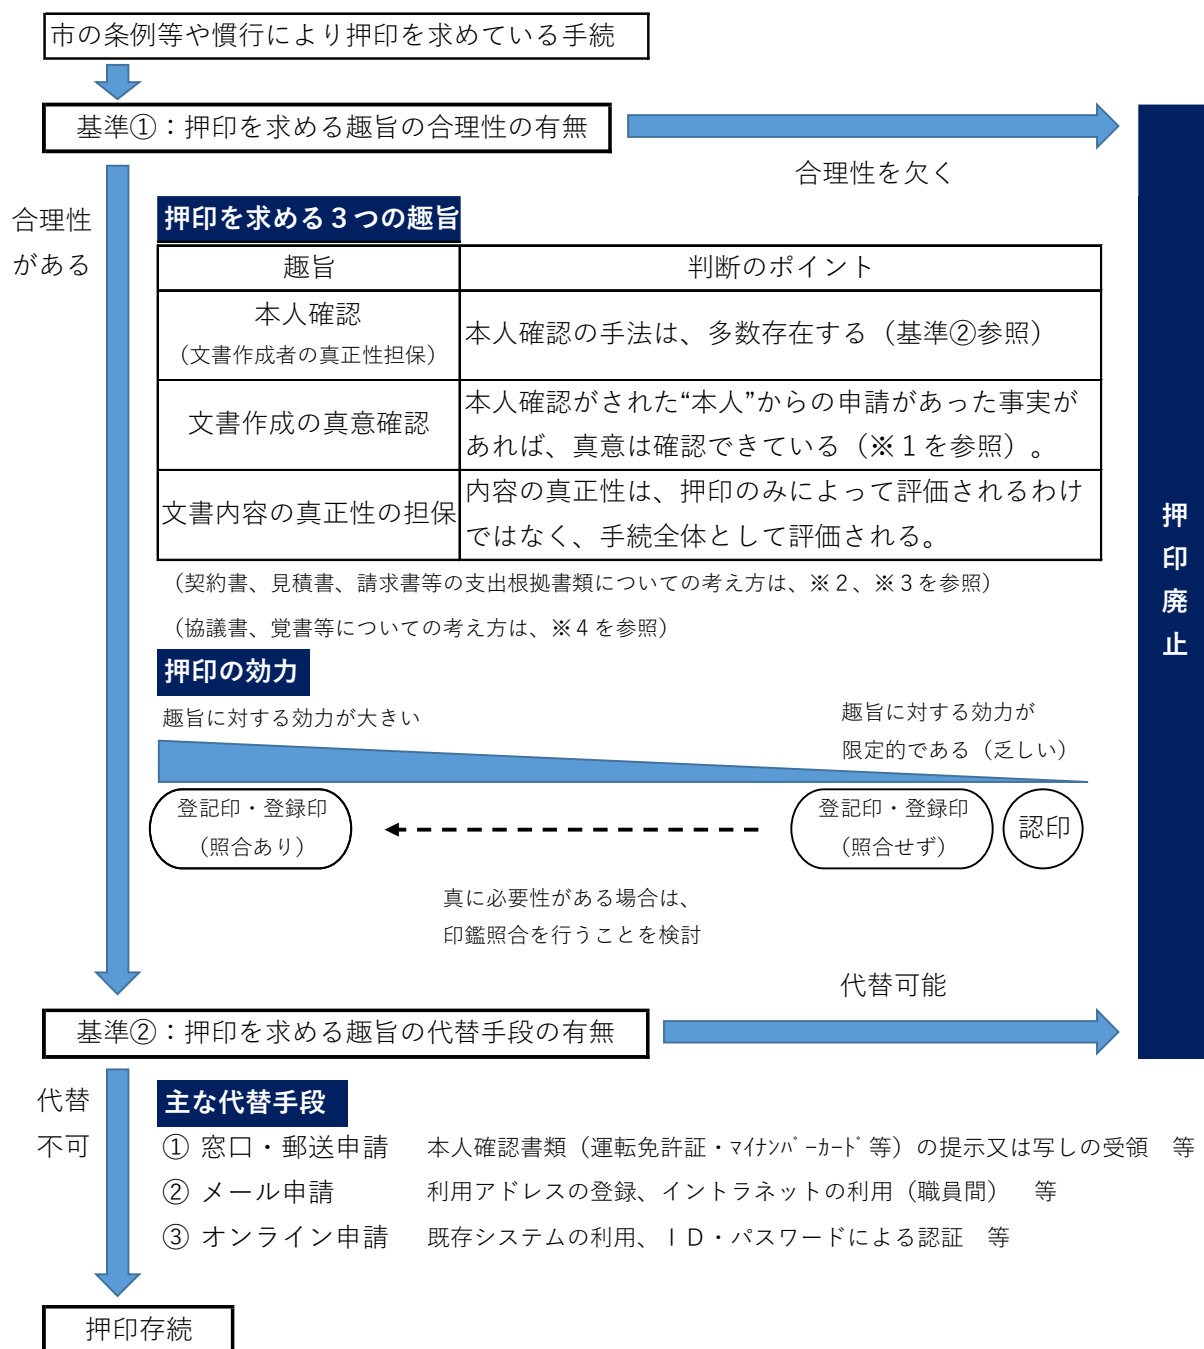 市の条例等や慣行により押印を求めている手続
基準①：押印を求める趣旨の合理性の有無
合理性を欠く
合理性
がある
押印を求める３つの趣旨
趣旨
判断のポイント
本人確認
（文書作成者の真正性担保）
本人確認の手法は、多数存在する（基準②参照）
文書作成の真意確認
本人確認がされた“本人”からの申請があった事実が
あれば、真意は確認できている（※１を参照）。
文書内容の真正性の担保
内容の真正性は、押印のみによって評価されるわけ
ではなく、手続全体として評価される。
（契約書、見積書、請求書等の支出根拠書類についての考え方は、※２、※３を参照）
（協議書、覚書等についての考え方は、※４を参照）
押印の効力
趣旨に対する効力が大きい
趣旨に対する効力が
限定的である（乏しい）
登記印・登録印
（照合あり）
登記印・登録印
（照合せず）
認印
真に必要性がある場合は、
印鑑照合を行うことを検討
代替可能
押印廃止
基準②：押印を求める趣旨の代替手段の有無
代替
不可
主な代替手段
① 窓口・郵送申請　本人確認書類（運転免許証・ﾏｲﾅﾝﾊﾞｰｶｰﾄﾞ等）の提示又は写しの受領　等
② メール申請　利用アドレスの登録、イントラネットの利用（職員間）　等
③ オンライン申請　既存システムの利用、ＩＤ・パスワードによる認証　等
押印存続